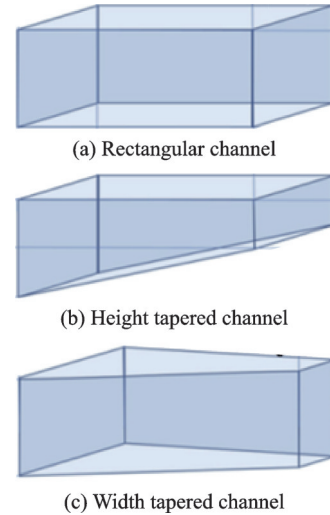 (a) Rectangular channel
(b) Height tapered channel
(c) Width tapered channel